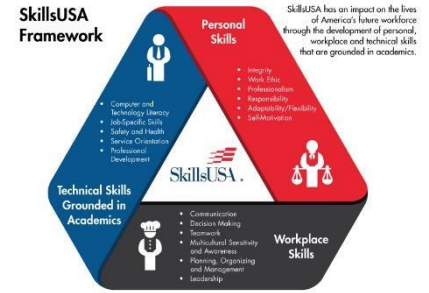 SkillsUSA
Framework
SkillsUSA has an impact on the lives
of America's future workforce
through the development of personal,
workplace and technical skills
that are grounded in academics.
Personal
Skills
• Integrity
• Work Ethic
• Professionalism
• Responsibility
• Adaptability/Flexibility
• Self-Motivation
• Computer and
Technology Literacy
• Job-Specific Skills
• Safety and Health
• Service Orientation
• Professional
Development
SkillsUSA.
Technical Skills
Grounded in
Academics
• Communication
• Decision Making
• Teamwork
• Multicultural Sensitivity
and Awareness
• Planning, Organizing
and Management
• Leadership
Workplace
Skills